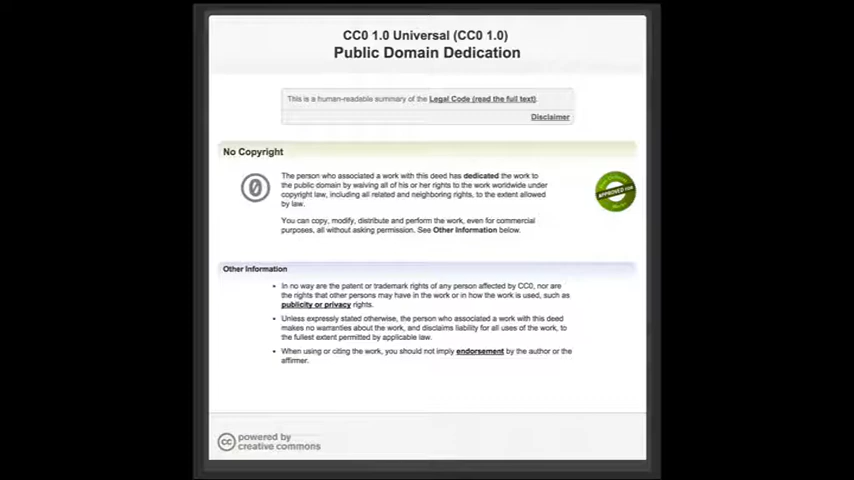 CC0 1.0 Universal (CC0 1.0)
Public Domain Dedication
This is a human-readable summary of the Legal Code (read the full text).
Disclaimer
No Copyright
The person who associated a work with this deed has dedicated the work to
the public domain by waiving all of his or her rights to the work worldwide under
copyright law, including all related and neighboring rights, to the extent allowed
by law.
You can copy, modify, distribute and perform the work, even for commercial
purposes, all without asking permission. See Other Information below.
APPROVED FOR
Other Information
• In no way are the patent or trademark rights of any person affected by CC0, nor are
the rights that other persons may have in the work or in how the work is used, such as
publicity or privacy rights.
• Unless expressly stated otherwise, the person who associated a work with this deed
makes no warranties about the work, and disclaims liability for all uses of the work, to
the fullest extent permitted by applicable law.
• When using or citing the work, you should not imply endorsement by the author or the
affirmer.
cc powered by
creative commons